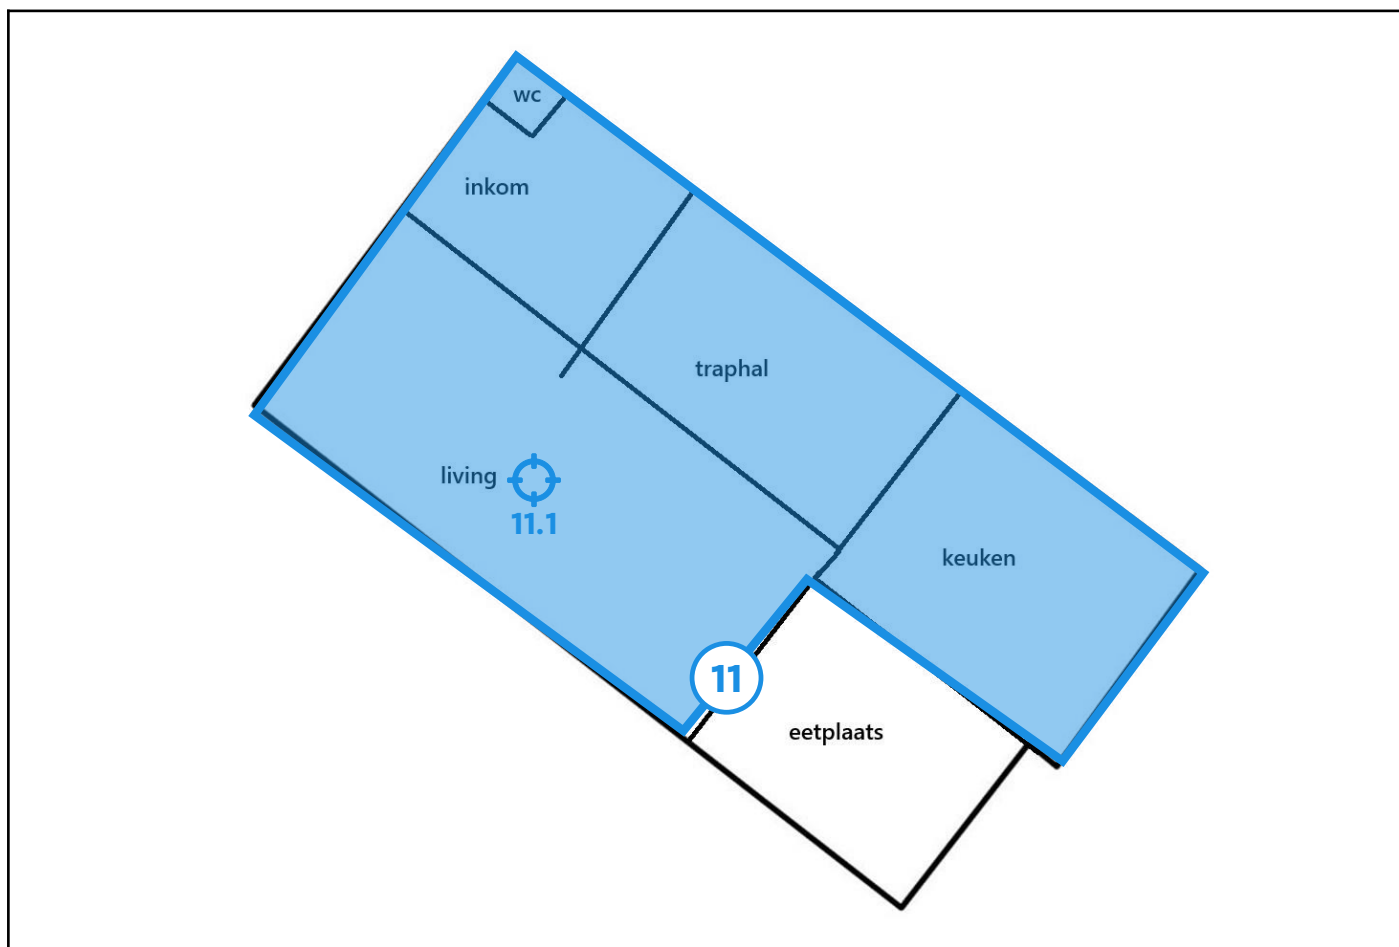 wc
inkom
traphal
living
11.1
keuken
11
eetplaats